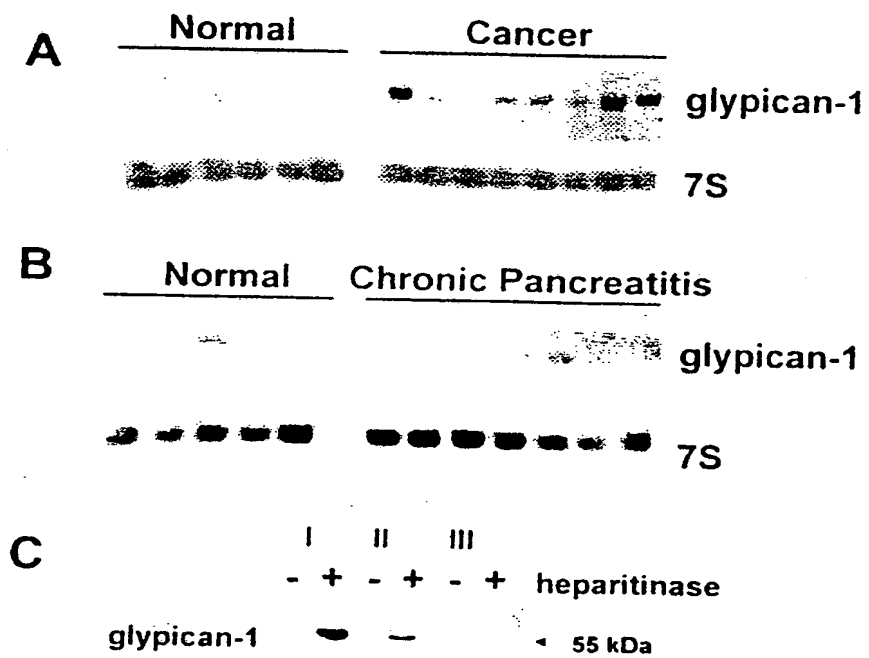 A
Normal Cancer
glypican-1
7S
B
Normal Chronic Pancreatitis
glypican-1
7S
C
I II III
- + - + - + heparitinase
glypican-1 ◄ 55 kDa